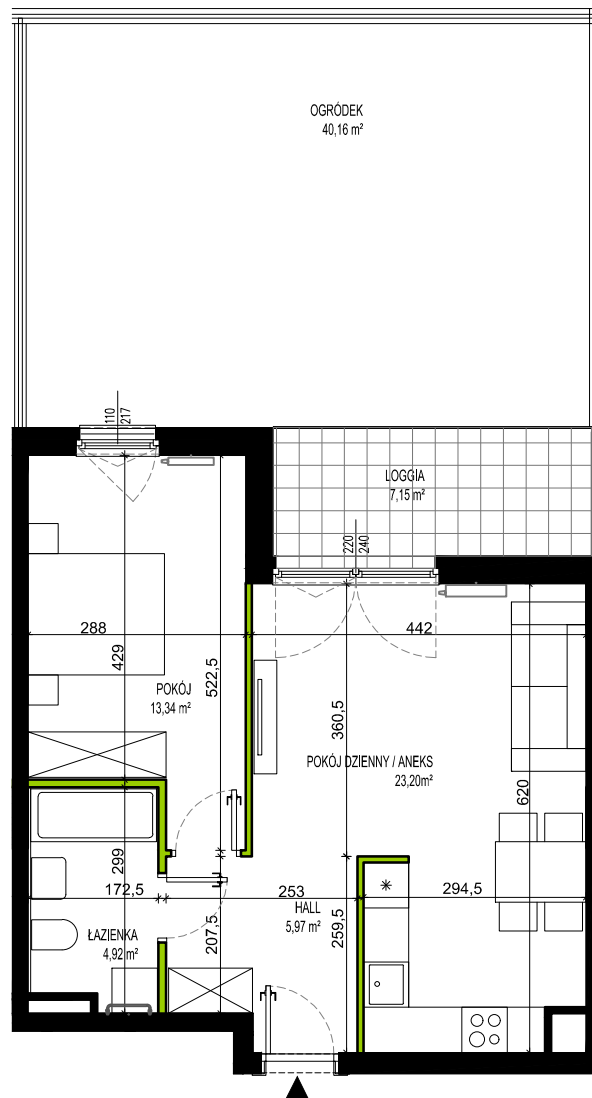 OGRÓDEK
40,16 m²
110
217
LOGGIA
7,15 m²
220
240
288
442
429
522,5
POKÓJ
13,34 m²
360,5
POKÓJ DZIENNY / ANEKS
23,20m²
620
299
172,5
253
294,5
HALL
5,97 m²
207,5
259,5
ŁAZIENKA
4,92 m²